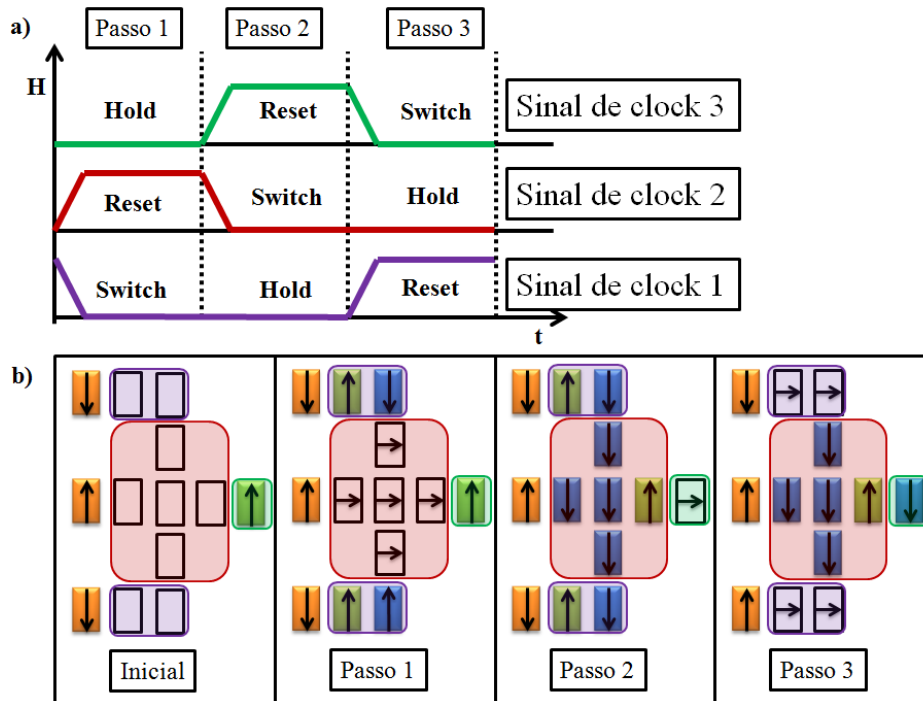 a)
Passo 1
Passo 2
Passo 3
H
Hold
Reset
Switch
Sinal de clock 3
Reset
Switch
Hold
Sinal de clock 2
Switch
Hold
Reset
Sinal de clock 1
t
b)
Inicial
Passo 1
Passo 2
Passo 3